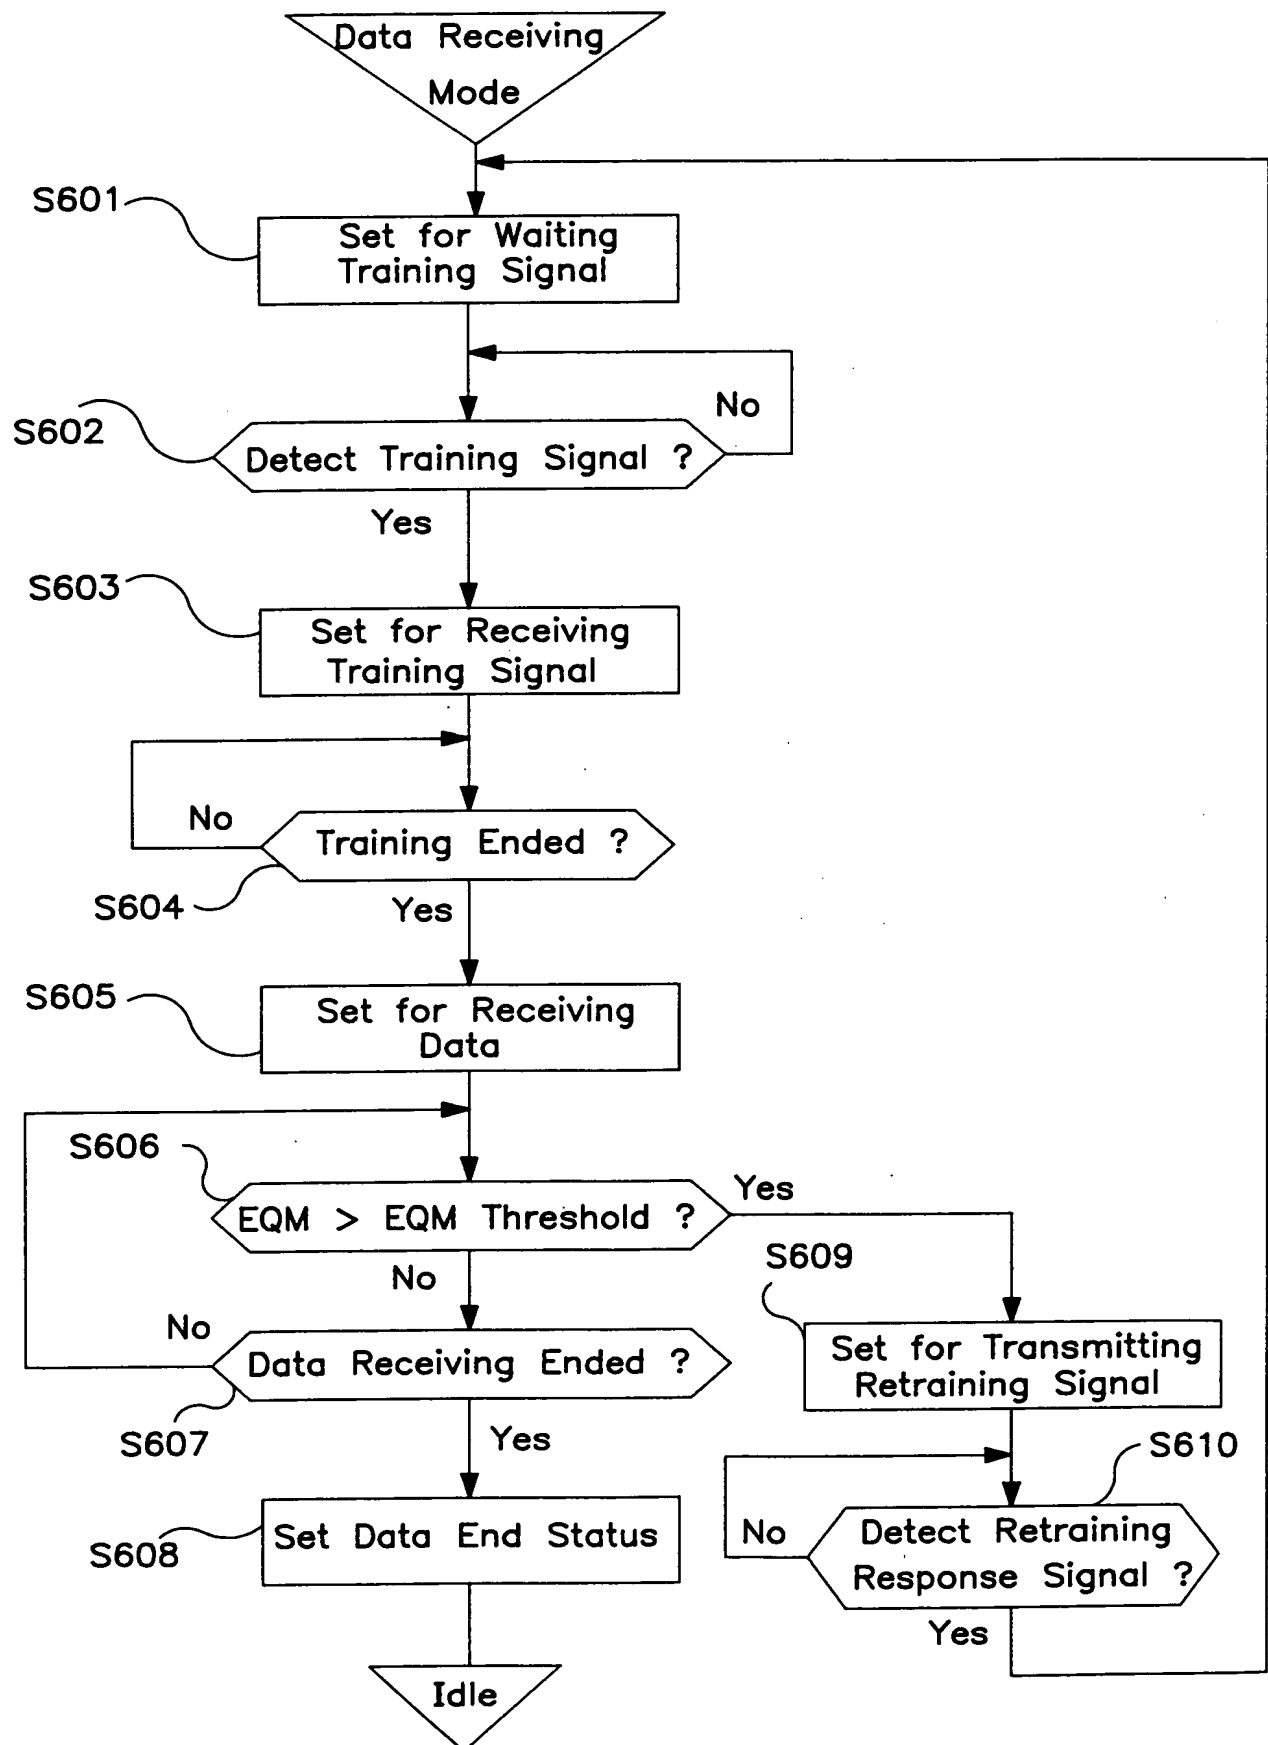 Data Receiving
Mode
S601
Set for Waiting
Training Signal
No
S602
Detect Training Signal ?
Yes
S603
Set for Receiving
Training Signal
No
Training Ended ?
S604
Yes
S605
Set for Receiving
Data
S606
Yes
EQM > EQM Threshold ?
S609
No
No
Set for Transmitting
Retraining Signal
Data Receiving Ended ?
S607
Yes
S610
No
Detect Retraining
Response Signal ?
Set Data End Status
S608
Yes
Idle